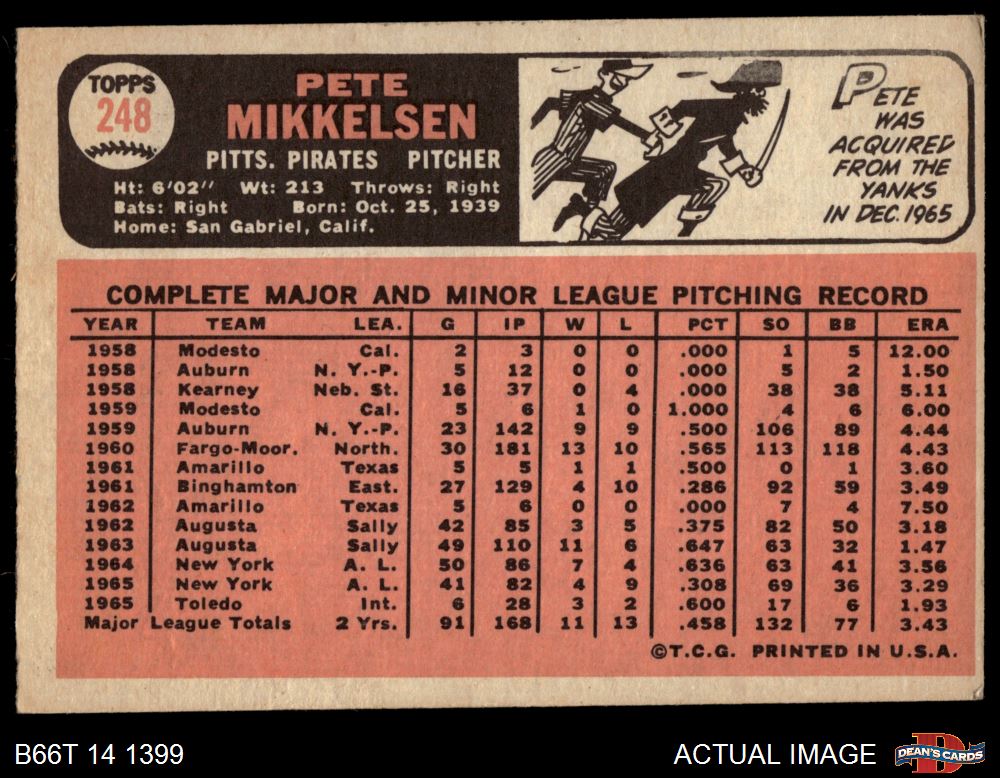 TOPPS
248
PETE
MIKKELSEN
PITTS. PIRATES PITCHER
Ht: 6'02" Wt: 213 Throws: Right
Bats: Right Born: Oct. 25, 1939
Home: San Gabriel, Calif.
PETE
WAS
ACQUIRED
FROM THE
YANKS
IN DEC. 1965
COMPLETE MAJOR AND MINOR LEAGUE PITCHING RECORD
YEAR TEAM LEA. G IP W L PCT SO BB ERA
1958 Modesto Cal. 2 3 0 0 .000 1 5 12.00
1958 Auburn N. Y.-P. 5 12 0 0 .000 5 2 1.50
1958 Kearney Neb. St. 16 37 0 4 .000 38 38 5.11
1959 Modesto Cal. 5 6 1 0 1.000 4 6 6.00
1959 Auburn N. Y.-P. 23 142 9 9 .500 106 89 4.44
1960 Fargo-Moor. North. 30 181 13 10 .565 113 118 4.43
1961 Amarillo Texas 5 5 1 1 .500 0 1 3.60
1961 Binghamton East. 27 129 4 10 .286 92 59 3.49
1962 Amarillo Texas 5 6 0 0 .000 7 4 7.50
1962 Augusta Sally 42 85 3 5 .375 82 50 3.18
1963 Augusta Sally 49 110 11 6 .647 63 32 1.47
1964 New York A. L. 50 86 7 4 .636 63 41 3.56
1965 New York A. L. 41 82 4 9 .308 69 36 3.29
1965 Toledo Int. 6 28 3 2 .600 17 6 1.93
Major League Totals 2 Yrs. 91 168 11 13 .458 132 77 3.43
©T.C.G. PRINTED IN U.S.A.
B66T 14 1399
ACTUAL IMAGE
D
DEAN'S CARDS